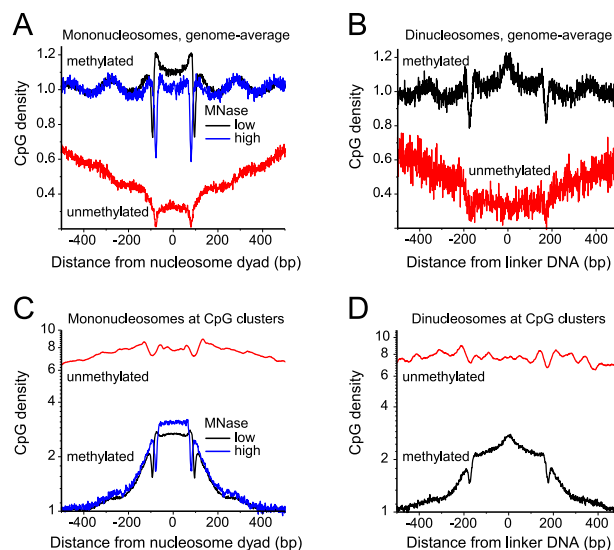 A
Mononucleosomes, genome-average
1.2
1.0
0.8
0.6
0.4
CpG density
methylated
MNase
low
high
unmethylated
-400 -200 0 200 400
Distance from nucleosome dyad (bp)
B
Dinucleosomes, genome-average
1.2
1.0
0.8
0.6
0.4
CpG density
methylated
unmethylated
-400 -200 0 200 400
Distance from linker DNA (bp)
C
Mononucleosomes at CpG clusters
10
8
6
4
2
1
CpG density
unmethylated
MNase
low
high
methylated
-400 -200 0 200 400
Distance from nucleosome dyad (bp)
D
Dinucleosomes at CpG clusters
10
8
6
4
2
1
CpG density
unmethylated
methylated
-400 -200 0 200 400
Distance from linker DNA (bp)